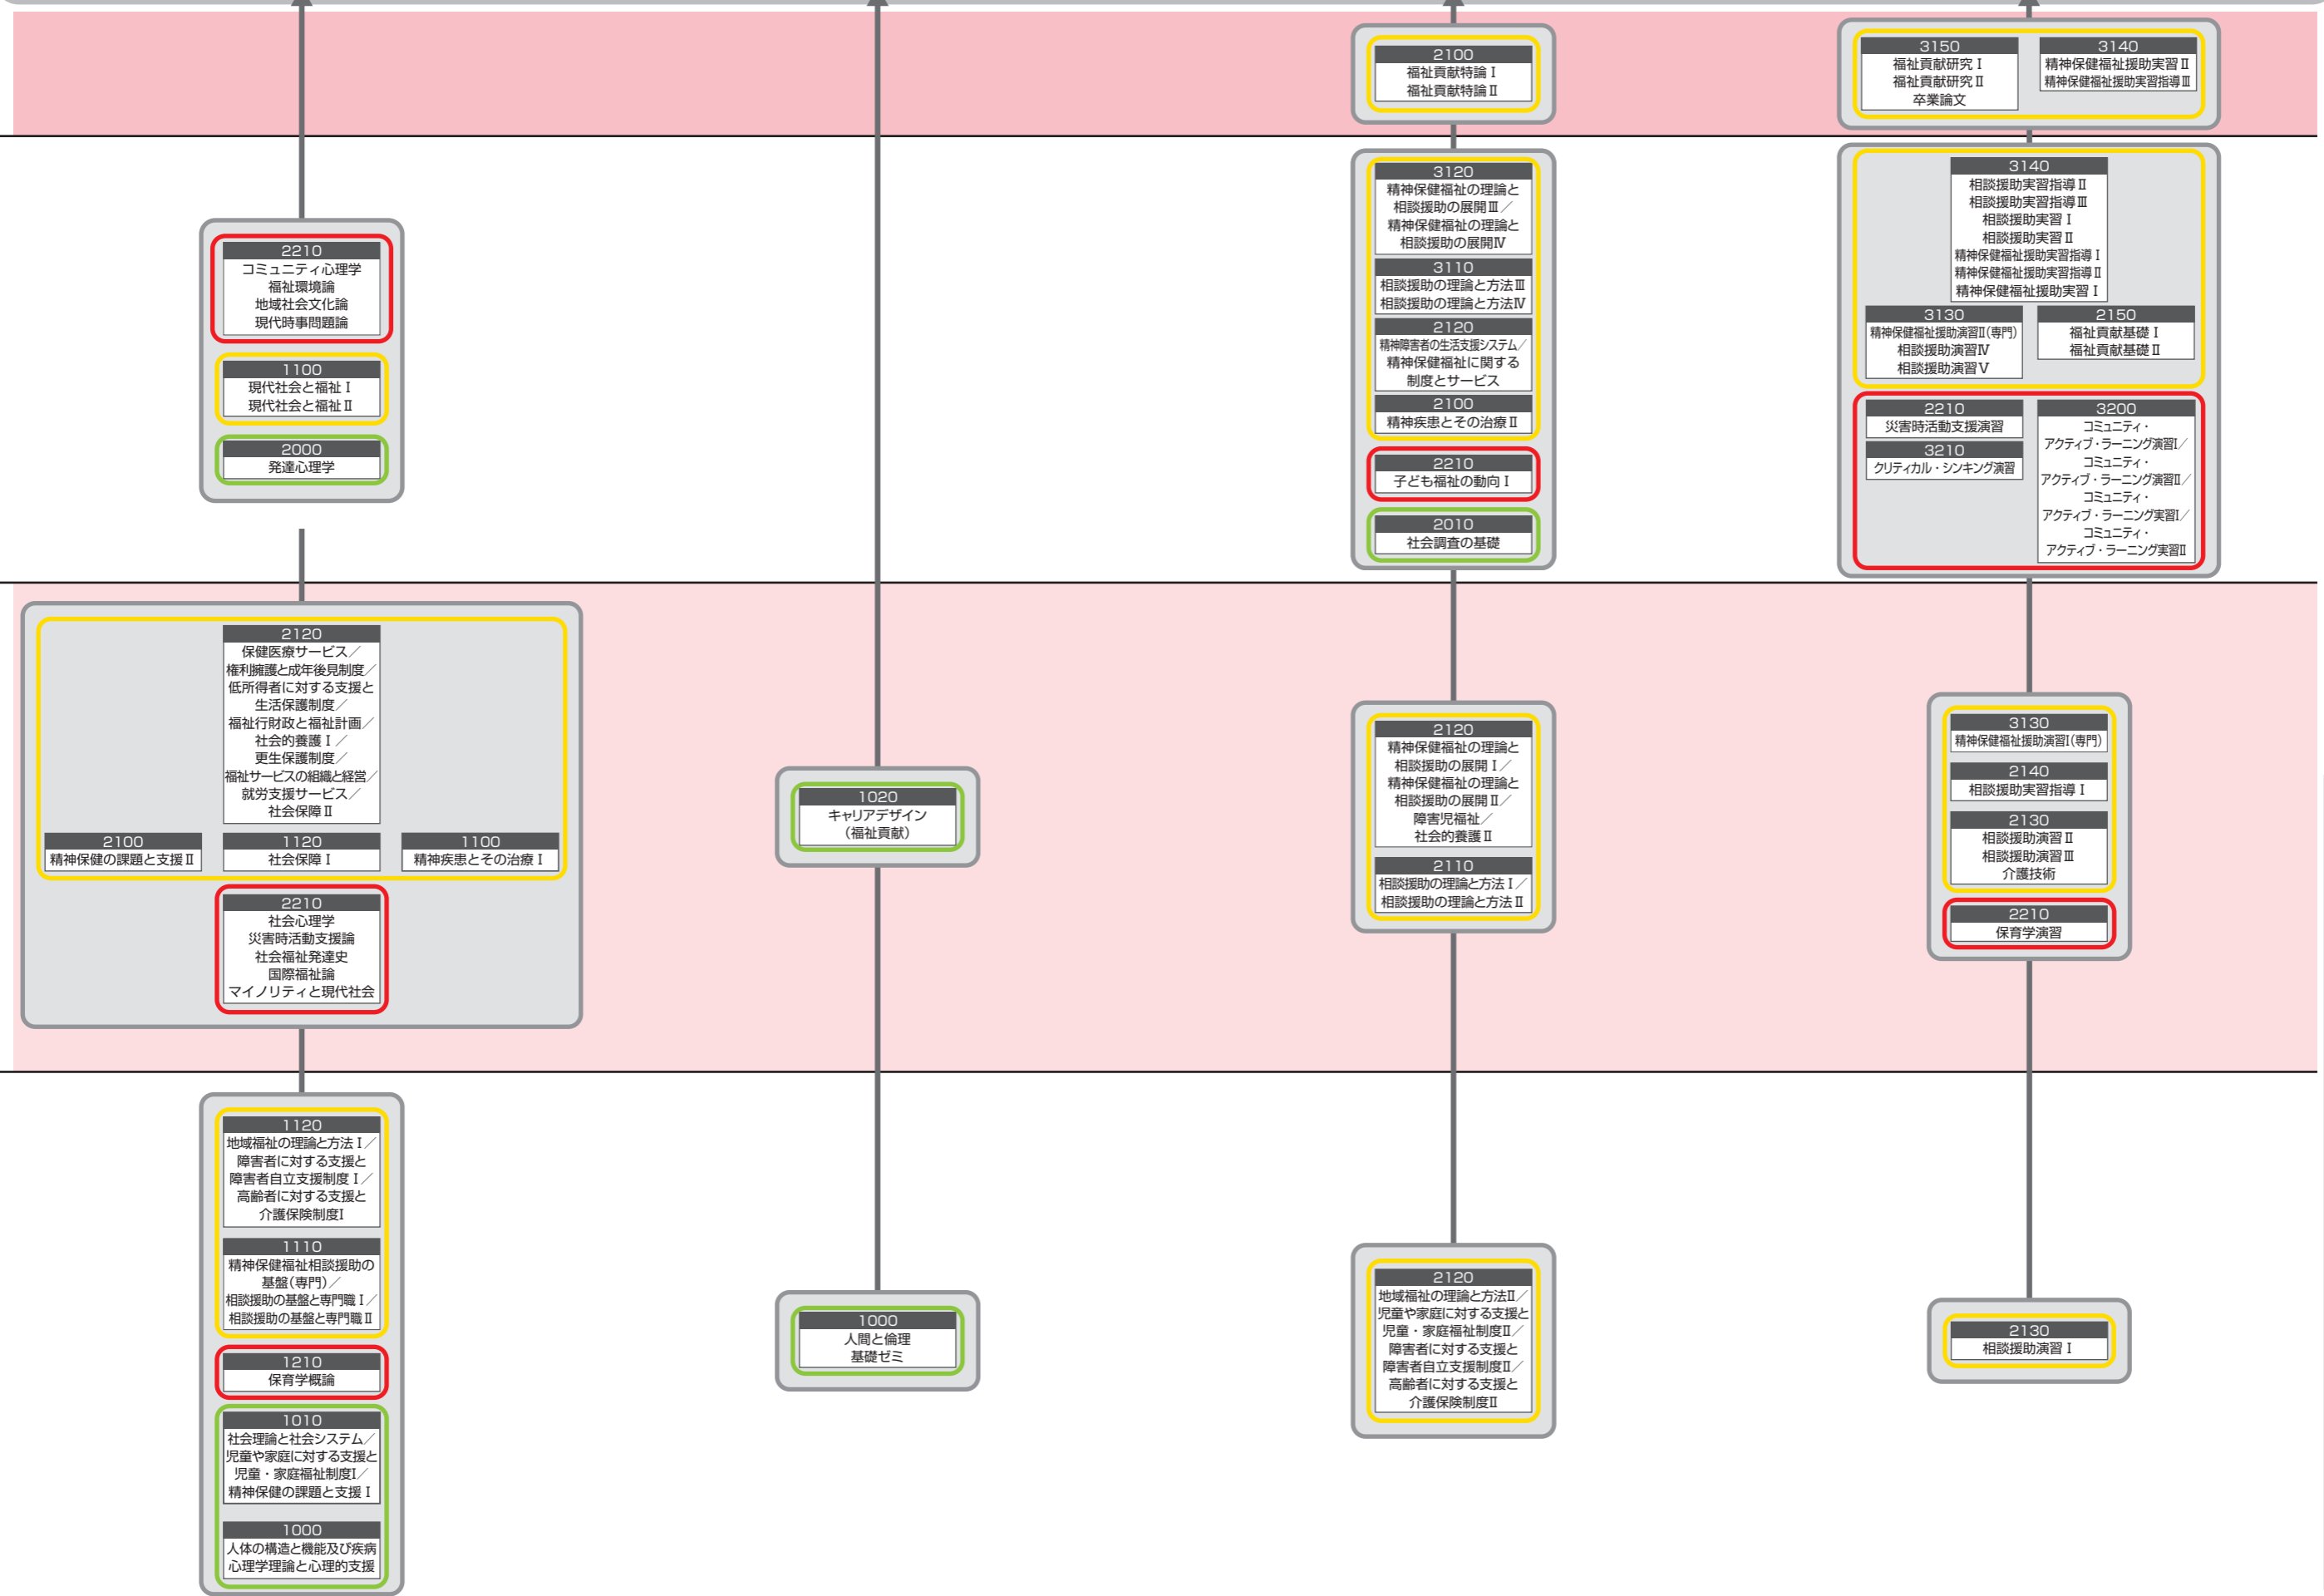 2100
福祉貢献特論Ⅰ
福祉貢献特論Ⅱ
3150
福祉貢献研究Ⅰ
福祉貢献研究Ⅱ
卒業論文
3140
精神保健福祉援助実習Ⅱ
精神保健福祉援助実習指導Ⅲ
2210
コミュニティ心理学
福祉環境論
地域社会文化論
現代時事問題論
1100
現代社会と福祉Ⅰ
現代社会と福祉Ⅱ
2000
発達心理学
3120
精神保健福祉の理論と
相談援助の展開Ⅲ／
精神保健福祉の理論と
相談援助の展開Ⅳ
3110
相談援助の理論と方法Ⅲ
相談援助の理論と方法Ⅳ
2120
精神障害者の生活支援システム／
精神保健福祉に関する
制度とサービス
2100
精神疾患とその治療Ⅱ
2210
子ども福祉の動向Ⅰ
2010
社会調査の基礎
3140
相談援助実習指導Ⅱ
相談援助実習指導Ⅲ
相談援助実習Ⅰ
相談援助実習Ⅱ
精神保健福祉援助実習指導Ⅰ
精神保健福祉援助実習指導Ⅱ
精神保健福祉援助実習Ⅰ
3130
精神保健福祉援助演習Ⅱ(専門)
相談援助演習Ⅳ
相談援助演習Ⅴ
2150
福祉貢献基礎Ⅰ
福祉貢献基礎Ⅱ
2210
災害時活動支援演習
3210
クリティカル・シンキング演習
3200
コミュニティ・
アクティブ・ラーニング演習Ⅰ／
コミュニティ・
アクティブ・ラーニング演習Ⅱ／
コミュニティ・
アクティブ・ラーニング実習Ⅰ／
コミュニティ・
アクティブ・ラーニング実習Ⅱ
2120
保健医療サービス／
権利擁護と成年後見制度／
低所得者に対する支援と
生活保護制度／
福祉行財政と福祉計画／
社会的養護Ⅰ／
更生保護制度／
福祉サービスの組織と経営／
就労支援サービス／
社会保障Ⅱ
2100
精神保健の課題と支援Ⅱ
1120
社会保障Ⅰ
1100
精神疾患とその治療Ⅰ
2210
社会心理学
災害時活動支援論
社会福祉発達史
国際福祉論
マイノリティと現代社会
1020
キャリアデザイン
(福祉貢献)
2120
精神保健福祉の理論と
相談援助の展開Ⅰ／
精神保健福祉の理論と
相談援助の展開Ⅱ／
障害児福祉／
社会的養護Ⅱ
2110
相談援助の理論と方法Ⅰ／
相談援助の理論と方法Ⅱ
3130
精神保健福祉援助演習Ⅰ(専門)
2140
相談援助実習指導Ⅰ
2130
相談援助演習Ⅱ
相談援助演習Ⅲ
介護技術
2210
保育学演習
1120
地域福祉の理論と方法Ⅰ／
障害者に対する支援と
障害者自立支援制度Ⅰ／
高齢者に対する支援と
介護保険制度Ⅰ
1110
精神保健福祉相談援助の
基盤(専門)／
相談援助の基盤と専門職Ⅰ／
相談援助の基盤と専門職Ⅱ
1210
保育学概論
1010
社会理論と社会システム／
児童や家庭に対する支援と
児童・家庭福祉制度Ⅰ／
精神保健の課題と支援Ⅰ
1000
人体の構造と機能及び疾病
心理学理論と心理的支援
1000
人間と倫理
基礎ゼミ
2120
地域福祉の理論と方法Ⅱ／
児童や家庭に対する支援と
児童・家庭福祉制度Ⅱ／
障害者に対する支援と
障害者自立支援制度Ⅱ／
高齢者に対する支援と
介護保険制度Ⅱ
2130
相談援助演習Ⅰ